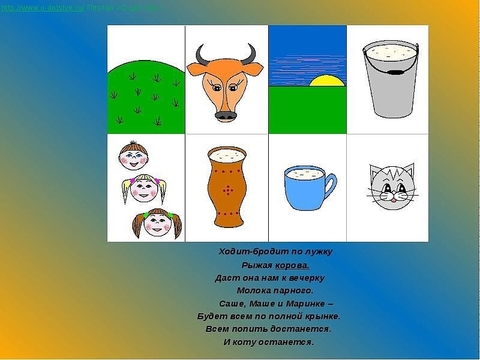 Ходит-бродит по лужку
Рыжая корова.
Даст она нам к вечерку
Молока парного.
Саше, Маше и Маринке –
Будет всем по полной крынке.
Всем попить достанется.
И коту останется.